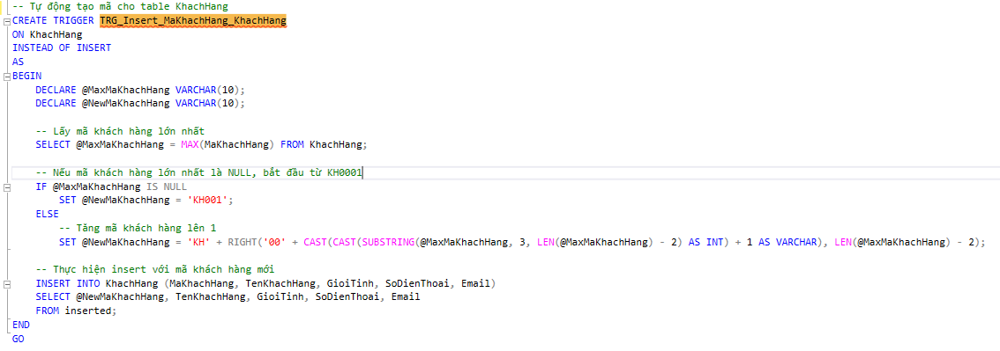 -- Tự động tạo mã cho table KhachHang
CREATE TRIGGER TRG_Insert_MaKhachHang_KhachHang
ON KhachHang
INSTEAD OF INSERT
AS
BEGIN
    DECLARE @MaxMaKhachHang VARCHAR(10);
    DECLARE @NewMaKhachHang VARCHAR(10);

    -- Lấy mã khách hàng lớn nhất
    SELECT @MaxMaKhachHang = MAX(MaKhachHang) FROM KhachHang;

    -- Nếu mã khách hàng lớn nhất là NULL, bắt đầu từ KH0001
    IF @MaxMaKhachHang IS NULL
        SET @NewMaKhachHang = 'KH001';
    ELSE
        -- Tăng mã khách hàng lên 1
        SET @NewMaKhachHang = 'KH' + RIGHT('00' + CAST(CAST(SUBSTRING(@MaxMaKhachHang, 3, LEN(@MaxMaKhachHang) - 2) AS INT) + 1 AS VARCHAR), LEN(@MaxMaKhachHang) - 2);

    -- Thực hiện insert với mã khách hàng mới
    INSERT INTO KhachHang (MaKhachHang, TenKhachHang, GioiTinh, SoDienThoai, Email)
    SELECT @NewMaKhachHang, TenKhachHang, GioiTinh, SoDienThoai, Email
    FROM inserted;
END
GO